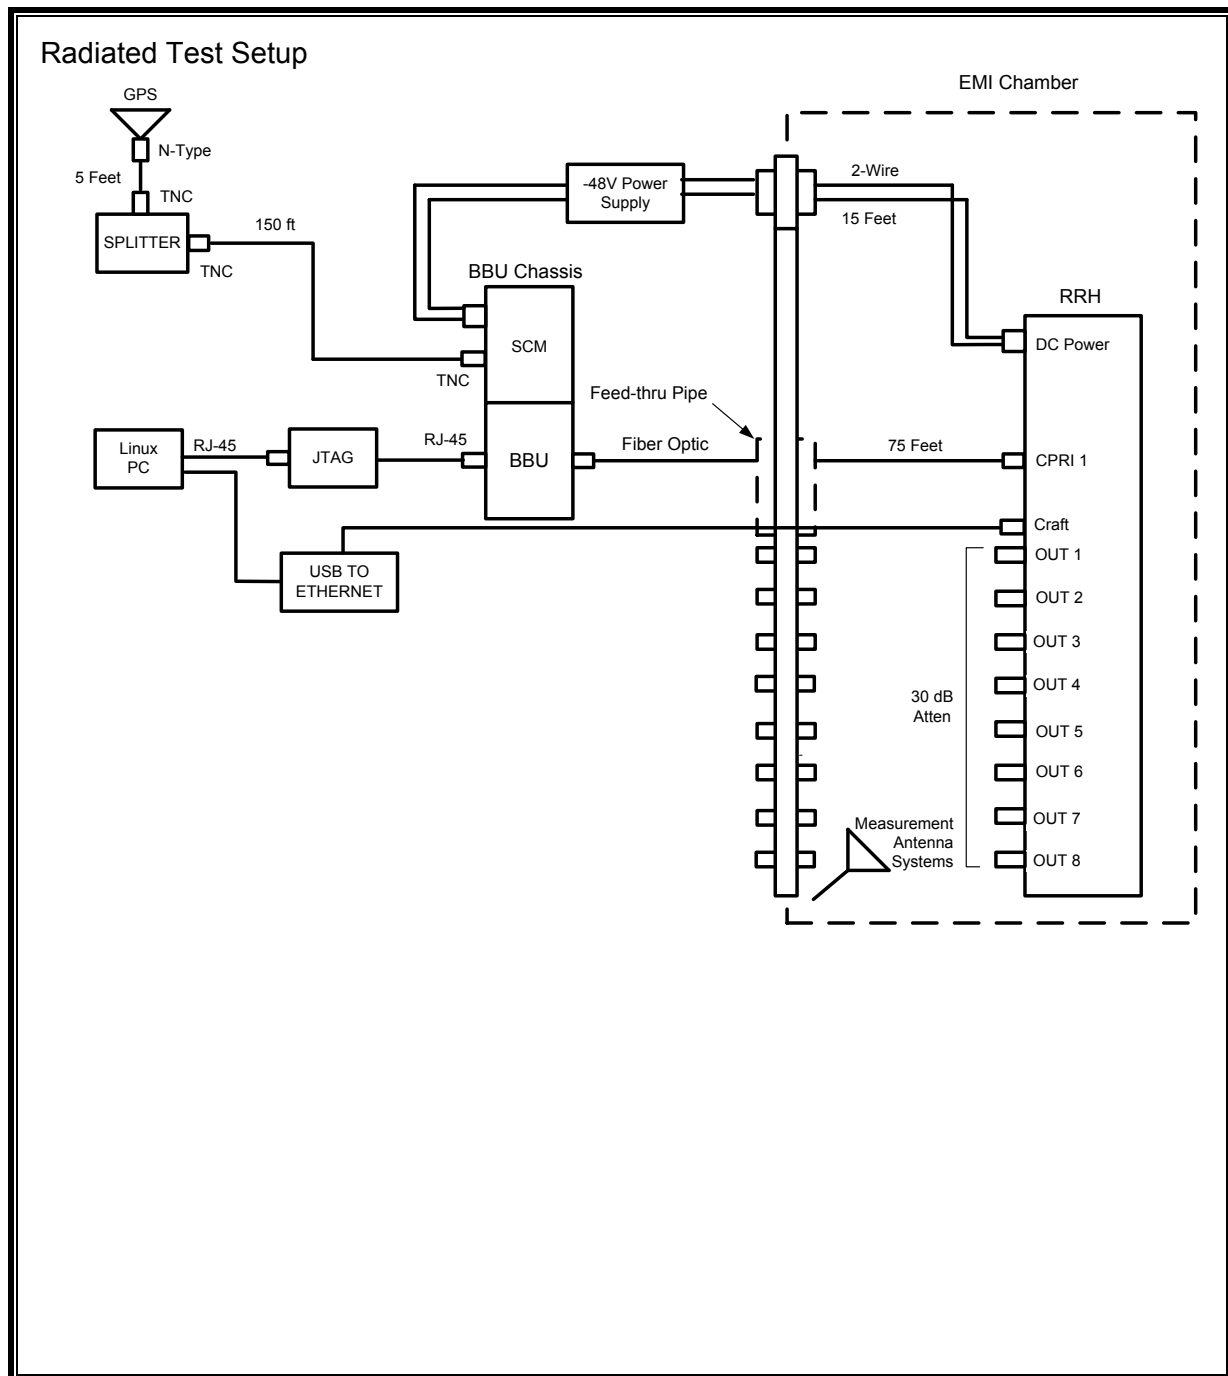 Radiated Test Setup
GPS
N-Type
5 Feet
TNC
SPLITTER
TNC
150 ft
-48V Power
Supply
BBU Chassis
SCM
TNC
BBU
Linux
PC
RJ-45
JTAG
RJ-45
USB TO
ETHERNET
Feed-thru Pipe
Fiber Optic
EMI Chamber
2-Wire
15 Feet
RRH
DC Power
75 Feet
CPRI 1
Craft
OUT 1
OUT 2
OUT 3
OUT 4
OUT 5
OUT 6
OUT 7
OUT 8
30 dB
Atten
Measurement
Antenna
Systems